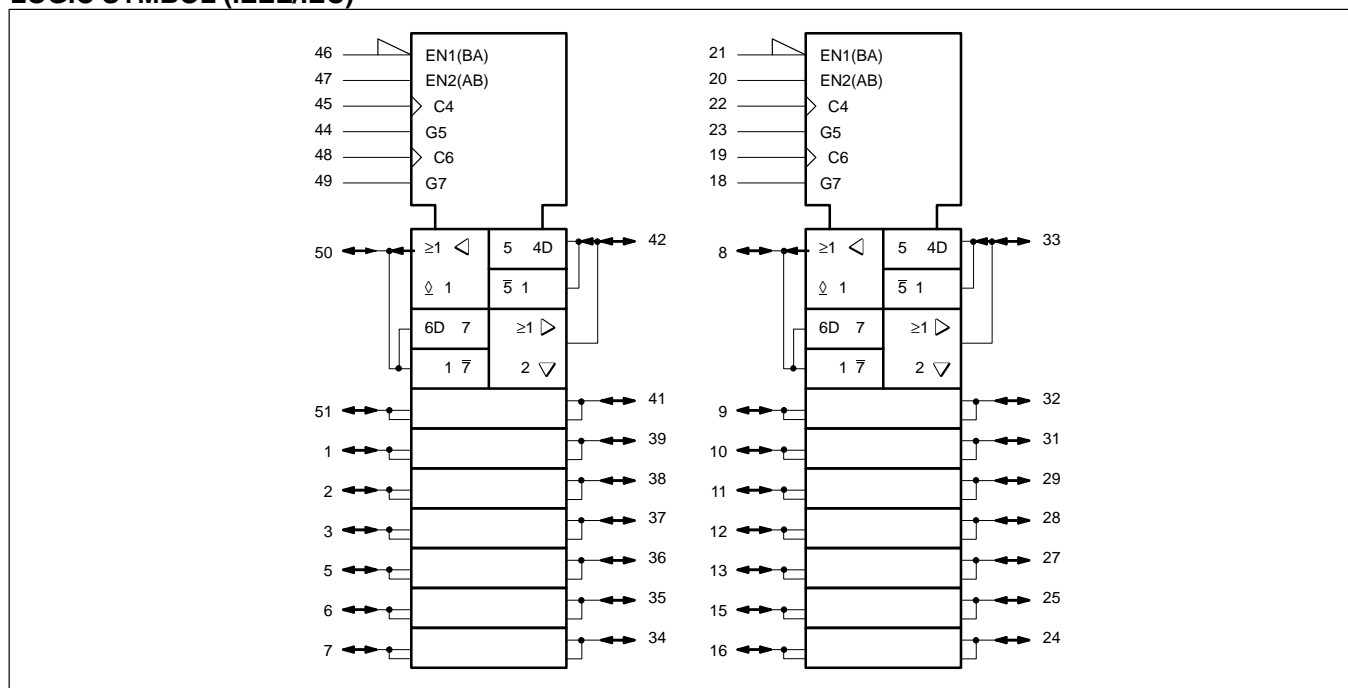 LOGIC SYMBOL (IEEE/IEC)
46 EN1(BA) 21 EN1(BA)
47 EN2(AB) 20 EN2(AB)
45 C4 22 C4
44 G5 23 G5
48 C6 19 C6
49 G7 18 G7
50 ≥1 5 4D 42 8 ≥1 5 4D 33
◊ 1 5̅ 1 ◊ 1 5̅ 1
6D 7 ≥1 6D 7 ≥1
1 7̅ 2 1 7̅ 2
51 41 9 32
1 39 10 31
2 38 11 29
3 37 12 28
5 36 13 27
6 35 15 25
7 34 16 24